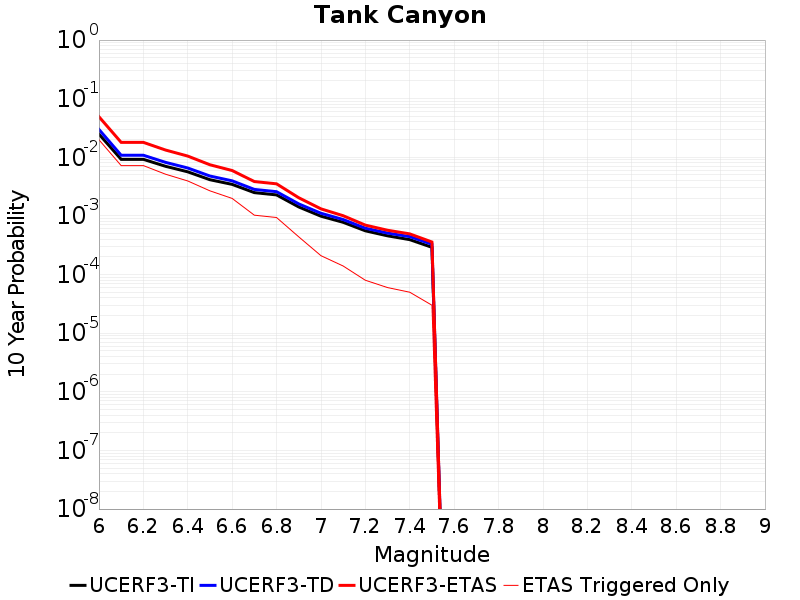 Tank Canyon
10^0
10^-1
10^-2
10^-3
10^-4
10^-5
10^-6
10^-7
10^-8
10 Year Probability
6 6.2 6.4 6.6 6.8 7 7.2 7.4 7.6 7.8 8 8.2 8.4 8.6 8.8 9
Magnitude
UCERF3-TI UCERF3-TD UCERF3-ETAS ETAS Triggered Only